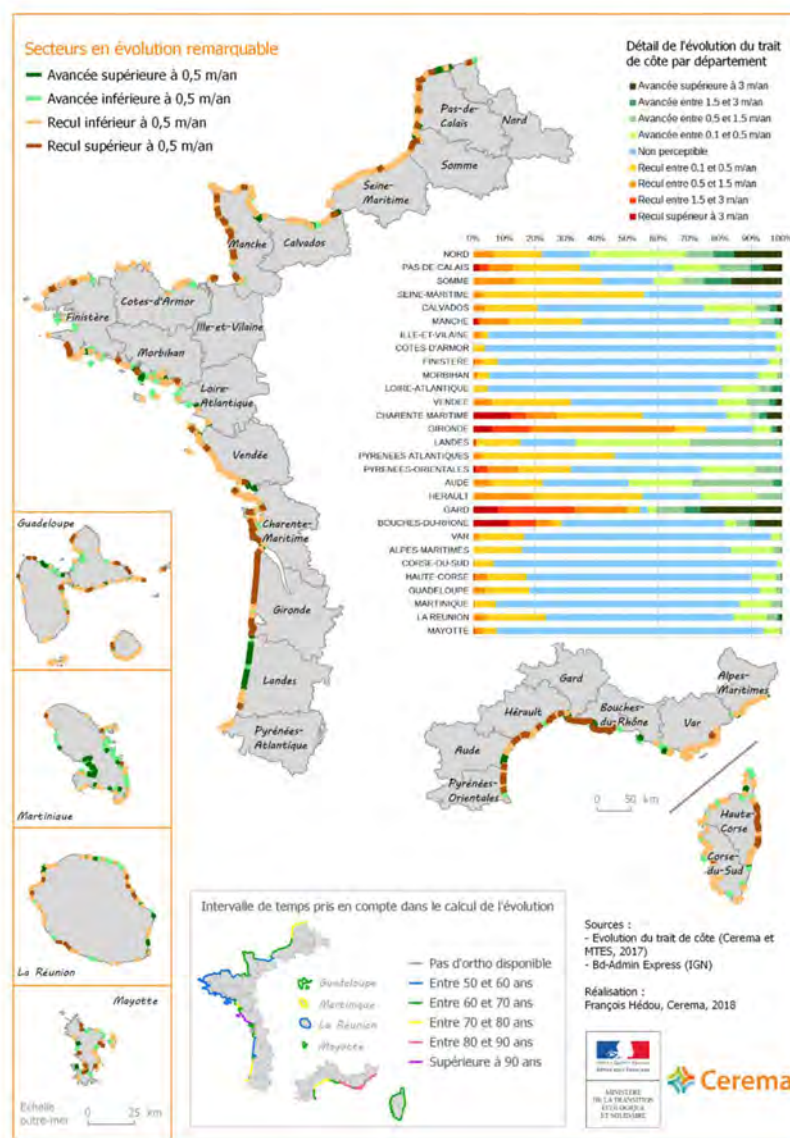 Secteurs en évolution remarquable
Avancée supérieure à 0,5 m/an
Avancée inférieure à 0,5 m/an
Recul inférieur à 0,5 m/an
Recul supérieur à 0,5 m/an
Détail de l'évolution du trait
de côte par département
Avancée supérieure à 3 m/an
Avancée entre 1.5 et 3 m/an
Avancée entre 0.5 et 1.5 m/an
Avancée entre 0.1 et 0.5 m/an
Non perceptible
Recul entre 0.1 et 0.5 m/an
Recul entre 0.5 et 1.5 m/an
Recul entre 1.5 et 3 m/an
Recul supérieur à 3 m/an
0% 10% 20% 30% 40% 50% 60% 70% 80% 90% 100%
NORD
PAS-DE-CALAIS
SOMME
SEINE-MARITIME
CALVADOS
MANCHE
ILLE-ET-VILAINE
COTES-D'ARMOR
FINISTERE
MORBIHAN
LOIRE-ATLANTIQUE
VENDEE
CHARENTE MARITIME
GIRONDE
LANDES
PYRENEES-ATLANTIQUES
PYRENEES-ORIENTALES
AUDE
HERAULT
GARD
BOUCHES-DU-RHONE
VAR
ALPES-MARITIMES
CORSE-DU-SUD
HAUTE-CORSE
GUADELOUPE
MARTINIQUE
LA REUNION
MAYOTTE
Pas-de-
Calais
Nord
Somme
Seine-
Maritime
Manche
Calvados
Cotes-d'Armor
Finistère
Ille-et-Vilaine
Morbihan
Loire-
Atlantique
Vendée
Charente-
Maritime
Gironde
Landes
Pyrénées-
Atlantique
Guadeloupe
Martinique
La Réunion
Mayotte
Echelle
outre-mer
0 25 km
Alpes-
Maritimes
Gard
Hérault
Bouches-
du-Rhône
Var
Aude
Pyrénées-
Orientales
0 50 km
Haute-
Corse
Corse-
du-Sud
Intervalle de temps pris en compte dans le calcul de l'évolution
Guadeloupe
Martinique
La Réunion
Mayotte
Pas d'ortho disponible
Entre 50 et 60 ans
Entre 60 et 70 ans
Entre 70 et 80 ans
Entre 80 et 90 ans
Supérieure à 90 ans
Sources :
- Evolution du trait de côte (Cerema et
MTES, 2017)
- Bd-Admin Express (IGN)
Réalisation :
François Hédou, Cerema, 2018
MINISTÈRE
DE LA TRANSITION
ÉCOLOGIQUE
ET SOLIDAIRE
Cerema